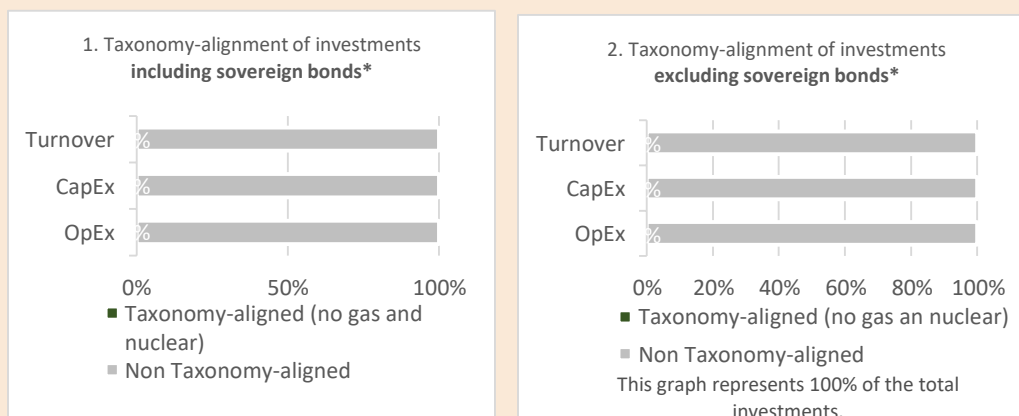 1. Taxonomy-alignment of investments
including sovereign bonds*
Turnover
%
CapEx
%
OpEx
%
0% 50% 100%
Taxonomy-aligned (no gas and
nuclear)
Non Taxonomy-aligned
2. Taxonomy-alignment of investments
excluding sovereign bonds*
Turnover
%
CapEx
%
OpEx
%
0% 20% 40% 60% 80% 100%
Taxonomy-aligned (no gas an nuclear)
Non Taxonomy-aligned
This graph represents 100% of the total
investments.